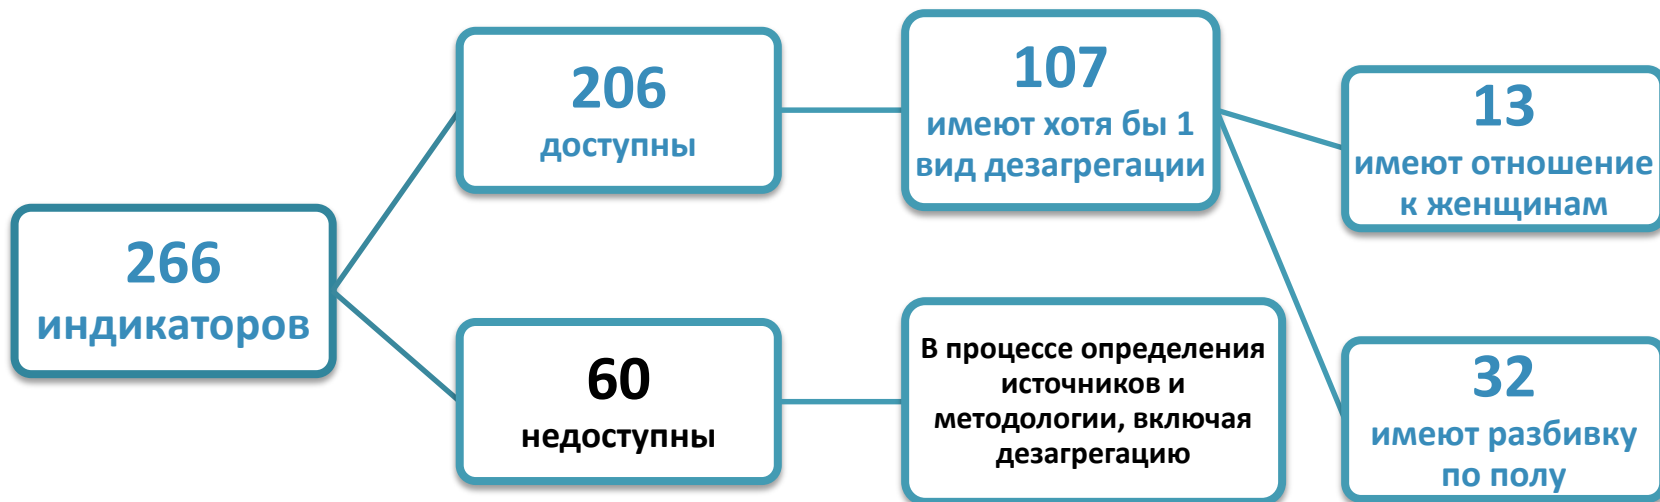 266
индикаторов
206
доступны
60
недоступны
107
имеют хотя бы 1
вид дезагрегации
В процессе определения
источников и
методологии, включая
дезагрегацию
13
имеют отношение
к женщинам
32
имеют разбивку
по полу